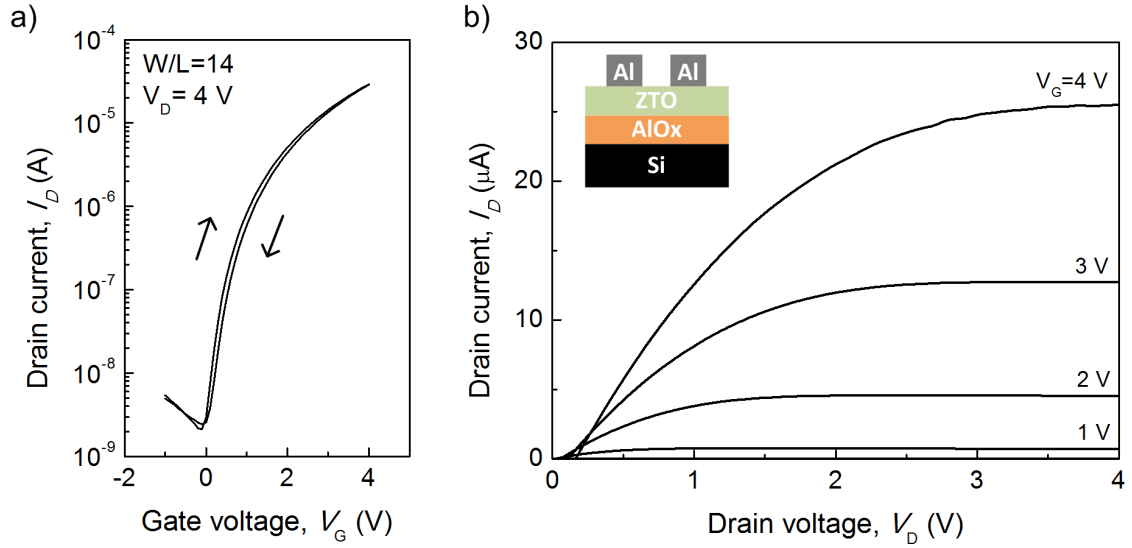 a)
W/L=14
V_D= 4 V
10^-4
10^-5
10^-6
10^-7
10^-8
10^-9
Drain current, I_D (A)
-2
0
2
4
Gate voltage, V_G (V)
b)
Al
Al
ZTO
AlOx
Si
V_G=4 V
3 V
2 V
1 V
30
20
10
0
Drain current, I_D (μA)
0
1
2
3
4
Drain voltage, V_D (V)